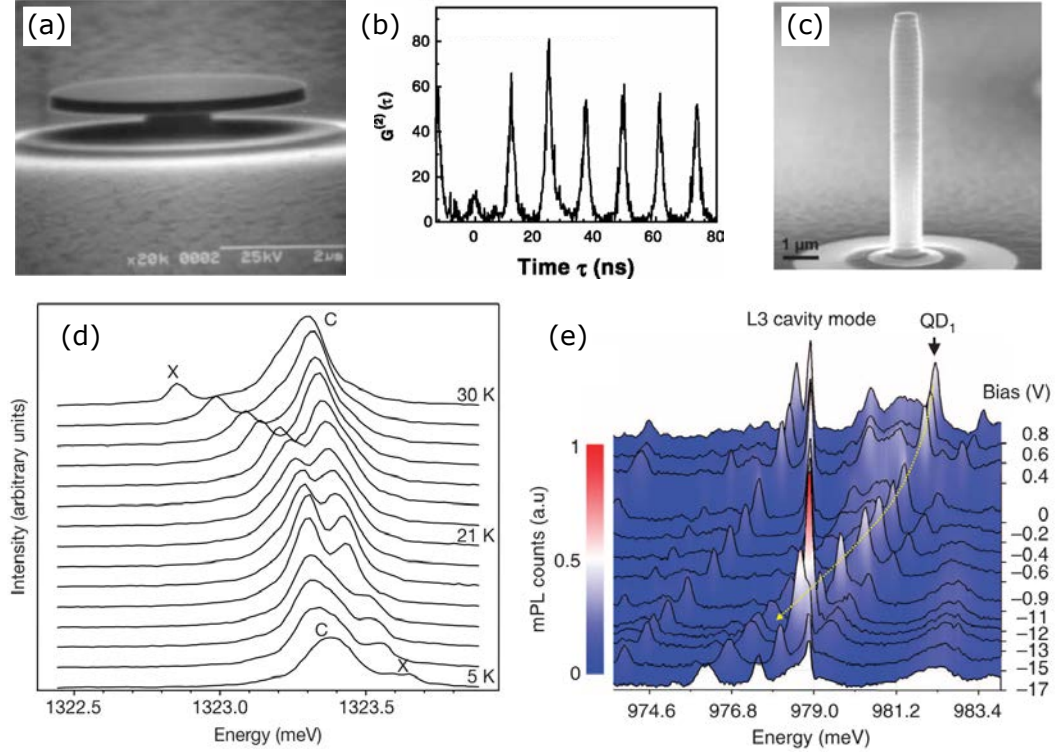 (a)
×20k 0002 25kV 2μm
(b)
G(2)(τ)
80
60
40
20
0
0 20 40 60 80
Time τ (ns)
(c)
1 μm
(d)
C
X
30 K
21 K
C
X
5 K
Intensity (arbitrary units)
1322.5 1323.0 1323.5
Energy (meV)
(e)
L3 cavity mode
QD1
Bias (V)
0.8
0.6
0.4
0
−0.2
−0.4
−0.6
−0.9
−11
−12
−13
−15
−17
mPL counts (a.u)
1
0.5
0
974.6 976.8 979.0 981.2 983.4
Energy (meV)